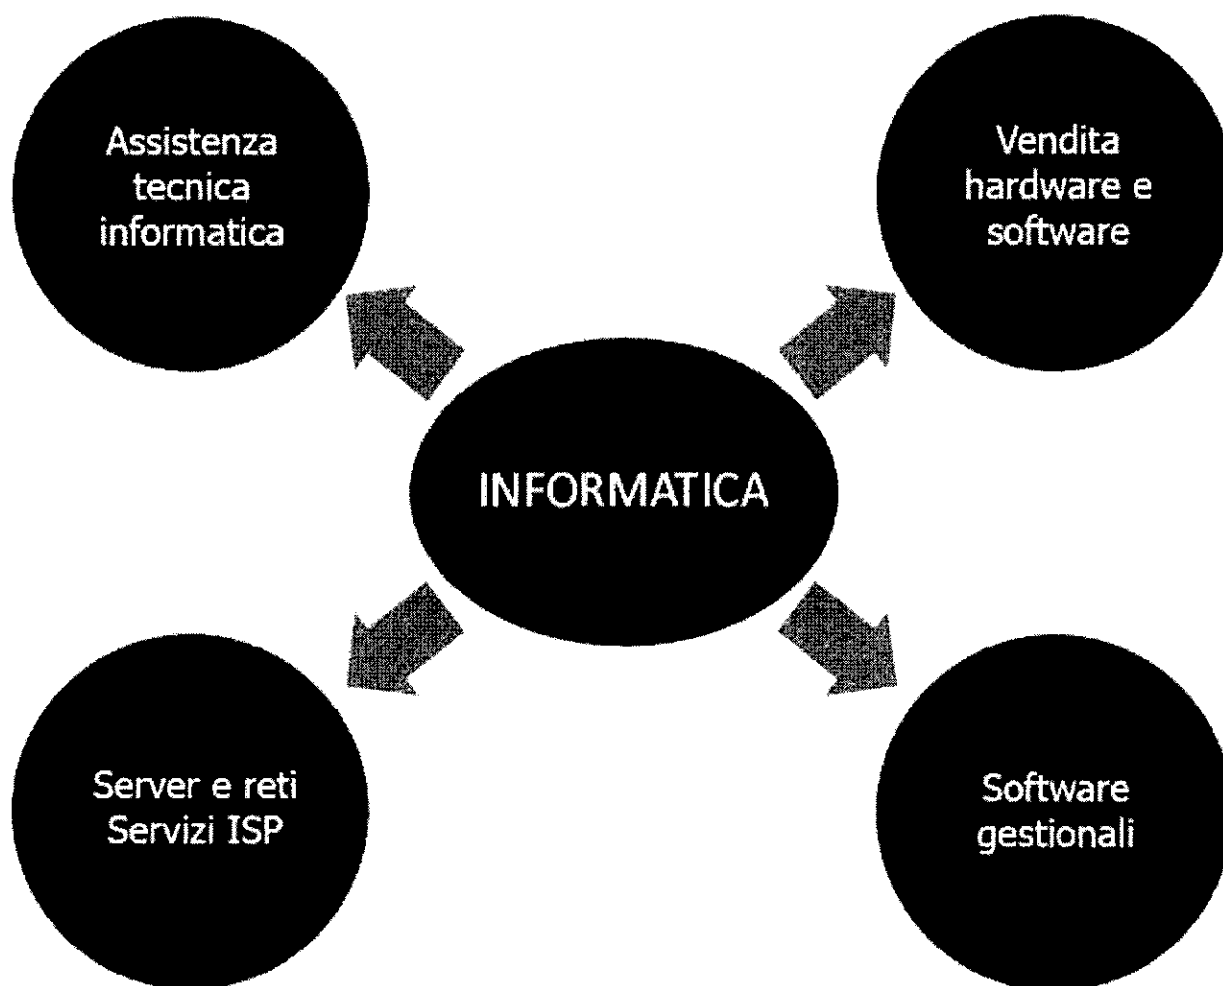 Assistenza
tecnica
informatica
Vendita
hardware e
software
INFORMATICA
Server e reti
Servizi ISP
Software
gestionali